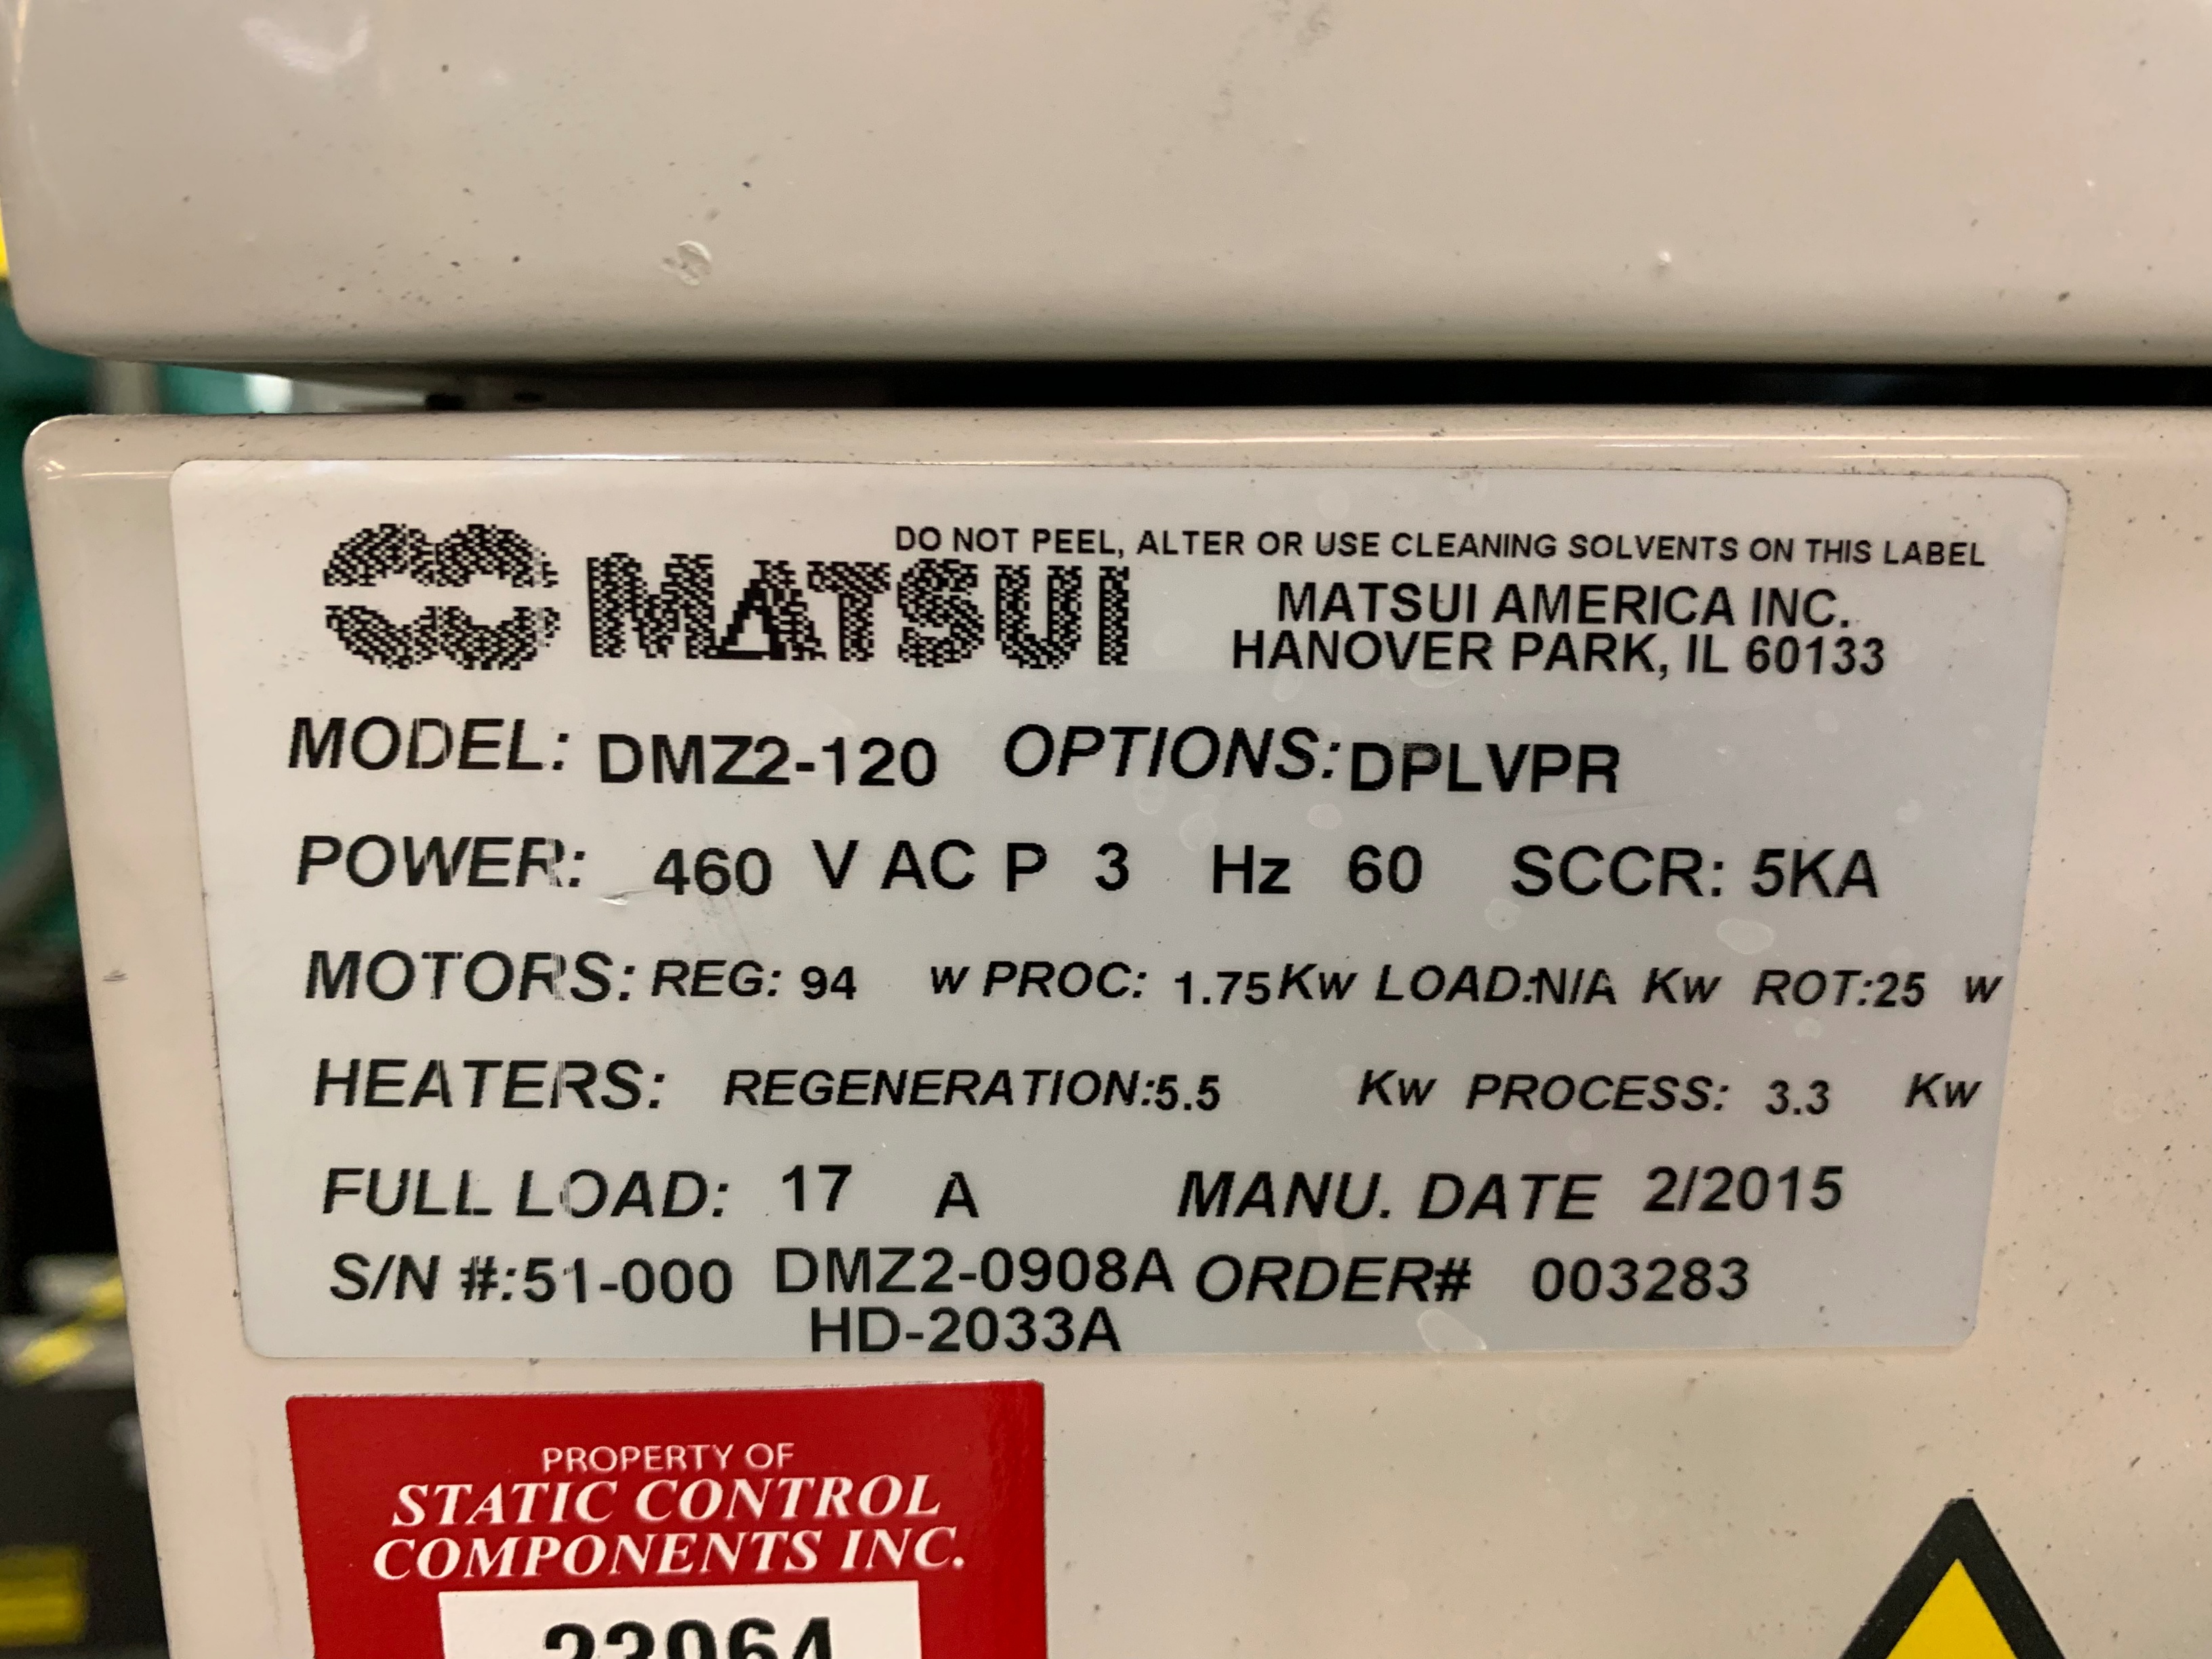 DO NOT PEEL, ALTER OR USE CLEANING SOLVENTS ON THIS LABEL
MATSUI
MATSUI AMERICA INC.
HANOVER PARK, IL 60133
MODEL: DMZ2-120 OPTIONS: DPLVPR
POWER: 460 V AC P 3 Hz 60 SCCR: 5KA
MOTORS: REG: 94 w PROC: 1.75 Kw LOAD: N/A Kw ROT: 25 w
HEATERS: REGENERATION: 5.5 Kw PROCESS: 3.3 Kw
FULL LOAD: 17 A MANU. DATE 2/2015
S/N #: 51-000 DMZ2-0908A ORDER# 003283
HD-2033A
PROPERTY OF
STATIC CONTROL
COMPONENTS INC.
23964